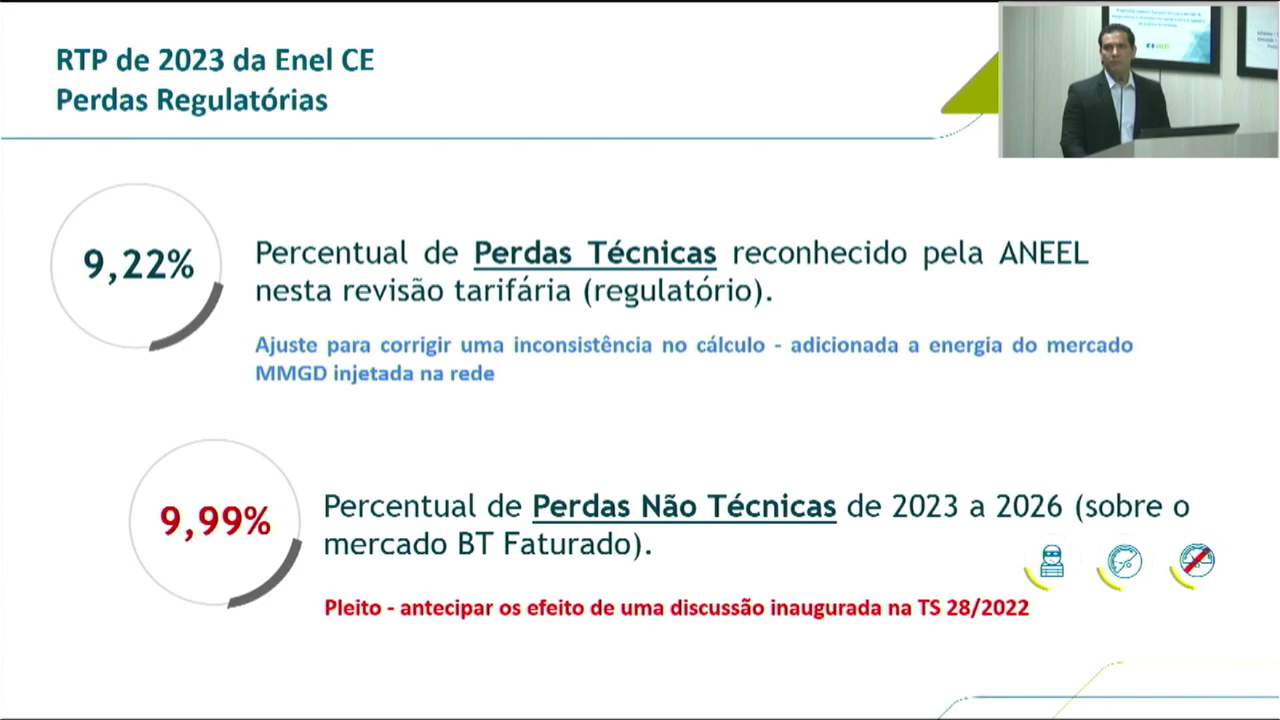 RTP de 2023 da Enel CE
Perdas Regulatórias
9,22%
Percentual de Perdas Técnicas reconhecido pela ANEEL
nesta revisão tarifária (regulatório).
Ajuste para corrigir uma inconsistência no cálculo - adicionada a energia do mercado
MMGD injetada na rede
9,99%
Percentual de Perdas Não Técnicas de 2023 a 2026 (sobre o
mercado BT Faturado).
Pleito - antecipar os efeito de uma discussão inaugurada na TS 28/2022